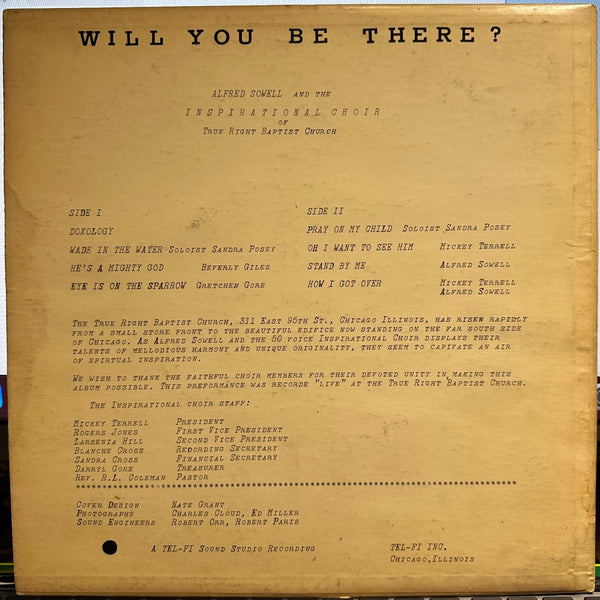 WILL YOU BE THERE?
ALFRED SOWELL AND THE
INSPIRATIONAL CHOIR
OF
TRUE RIGHT BAPTIST CHURCH
SIDE I
DOXOLOGY
WADE IN THE WATER-SOLOIST SANDRA POSEY
HE'S A MIGHTY GOD BEVERLY GILES
EYE IS ON THE SPARROW GRETCHEN GORE
SIDE II
PRAY ON MY CHILD SOLOIST SANDRA POSEY
OH I WANT TO SEE HIM MICKEY TERRELL
STAND BY ME ALFRED SOWELL
HOW I GOT OVER MICKEY TERRELL
ALFRED SOWELL
THE TRUE RIGHT BAPTIST CHURCH, 311 EAST 95TH ST., CHICAGO ILLINOIS, HAS RISEN RAPIDLY
FROM A SMALL STORE FRONT TO THE BEAUTIFUL EDIFICE NOW STANDING ON THE FAR SOUTH SIDE
OF CHICAGO. AS ALFRED SOWELL AND THE 50 VOICE INSPIRATIONAL CHOIR DISPLAYS THEIR
TALENTS OF MELLODIOUS HARMONY AND UNIQUE ORIGINALITY, THEY SEEM TO CAPIVATE AN AIR
OF SPIRTUAL INSPIRATION.
WE WISH TO THANK THE FAITHFUL CHOIR MEMBERS FOR THEIR DEVOTED UNITY IN MAKING THIS
ALBUM POSSIBLE. THIS PREFORMANCE WAS RECORDE "LIVE" AT THE TRUE RIGHT BAPTIST CHURCH.
THE INSPIRATIONAL CHOIR STAFF:
MICKEY TERRELL PRESIDENT
ROGERS JONES FIRST VICE PRESIDENT
LARSENIA HILL SECOND VICE PRESIDENT
BLANCHE CROSS RECORDING SECRETARY
SANDRA CROSS FINANCIAL SECRETARY
DARRYL GORE TREASURER
REV. R.L. COLEMAN PASTOR
COVER DESIGN NATE GRANT
PHOTOGRAPHS CHARLES CLOUD, ED MILLER
SOUND ENGINEERS ROBERT ORR, ROBERT PARIS
A TEL-FI SOUND STUDIO RECORDING
TEL-FI INC.
CHICAGO, ILLINOIS